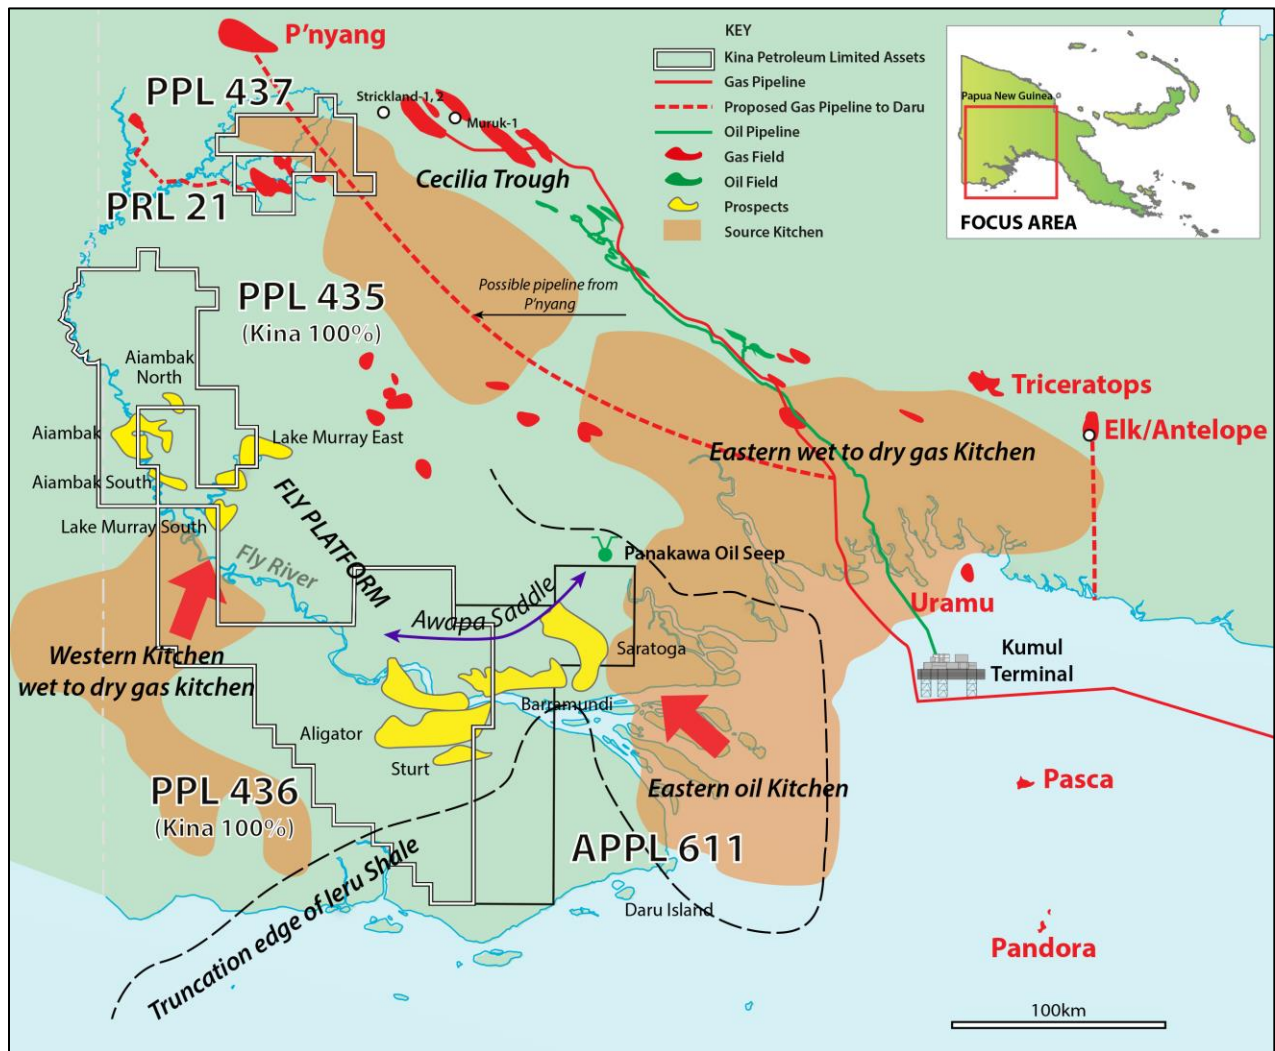 P'nyang
PPL 437
Strickland-1, 2
Muruk-1
Cecilia Trough
PRL 21
KEY
Kina Petroleum Limited Assets
Gas Pipeline
Proposed Gas Pipeline to Daru
Oil Pipeline
Gas Field
Oil Field
Prospects
Source Kitchen
Papua New Guinea
FOCUS AREA
PPL 435
(Kina 100%)
Possible pipeline from
P'nyang
Aiambak
North
Aiambak
Lake Murray East
Aiambak South
Lake Murray South
FLY PLATFORM
Fly River
Triceratops
Elk/Antelope
Eastern wet to dry gas Kitchen
Panakawa Oil Seep
Awapa Saddle
Uramu
Saratoga
Kumul
Terminal
Western Kitchen
wet to dry gas kitchen
Barramundi
Aligator
Sturt
Eastern oil Kitchen
Pasca
PPL 436
(Kina 100%)
APPL 611
Truncation edge of Ieru Shale
Daru Island
Pandora
100km